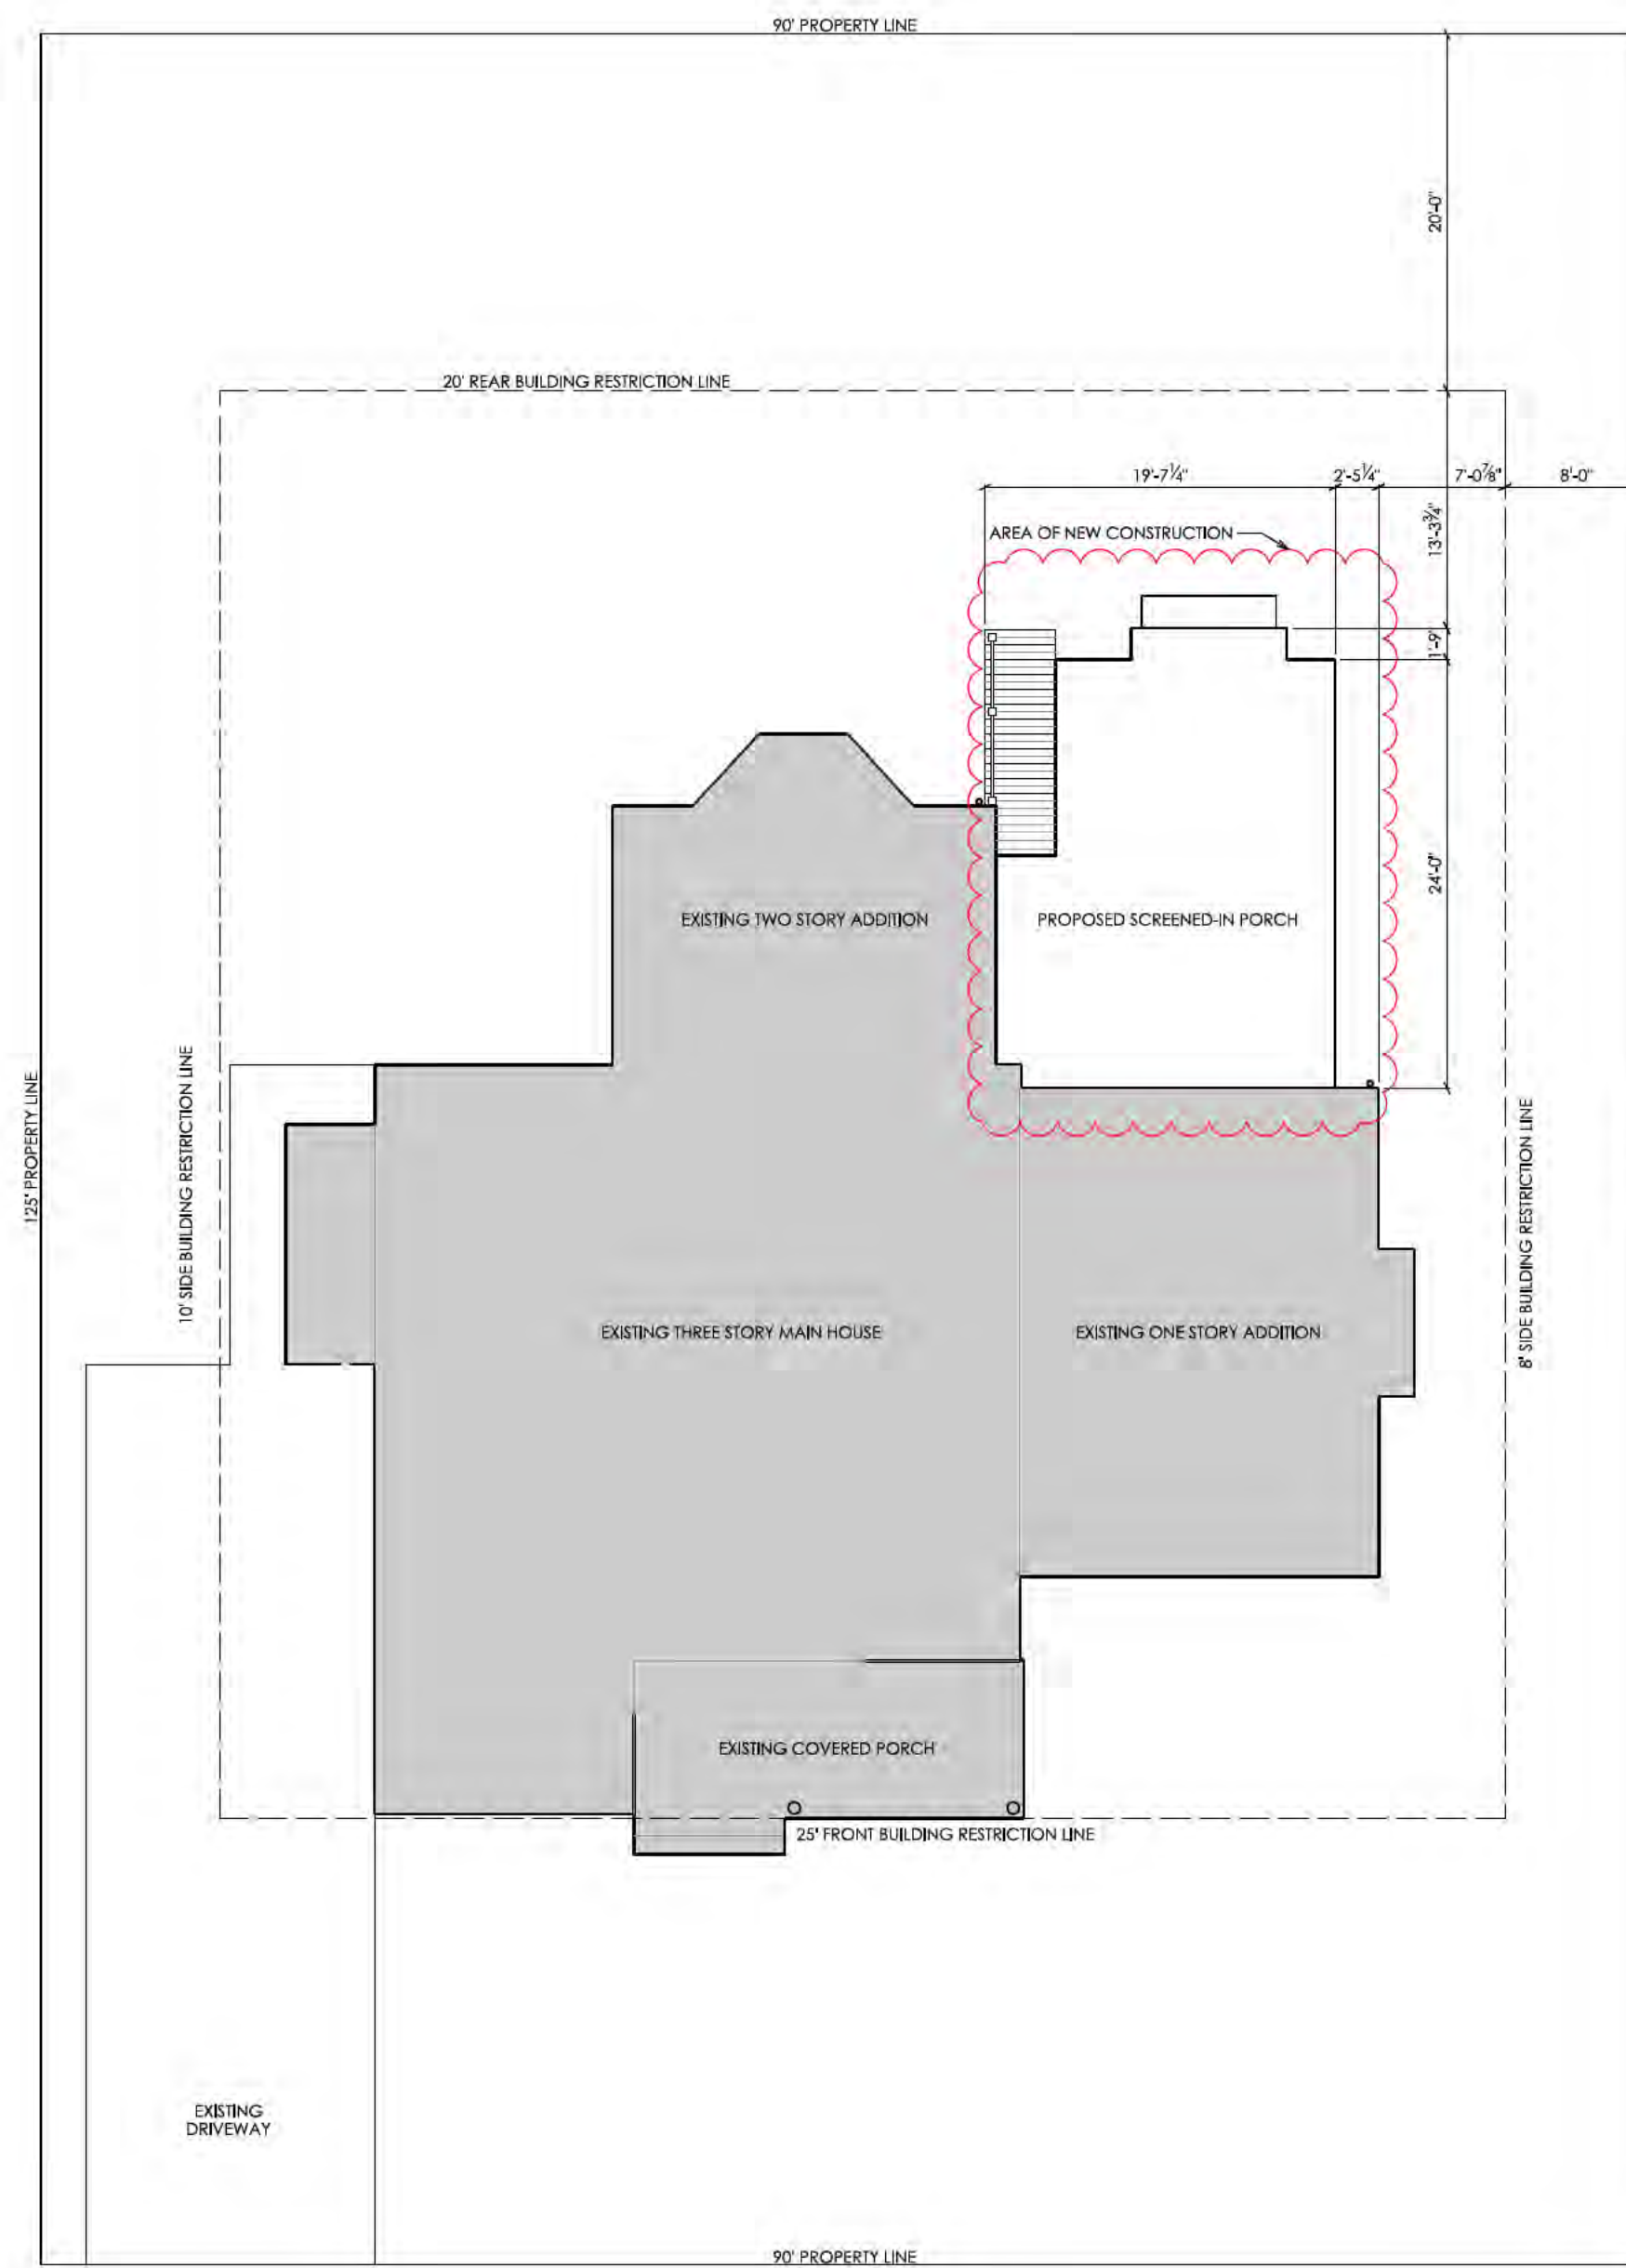 90' PROPERTY LINE
20'-0"
20' REAR BUILDING RESTRICTION LINE
19'-7¼"
2'-5¼"
7'-0⅞"
8'-0"
13'-3¾"
AREA OF NEW CONSTRUCTION
1'-9"
24'-0"
EXISTING TWO STORY ADDITION
PROPOSED SCREENED-IN PORCH
125' PROPERTY LINE
10' SIDE BUILDING RESTRICTION LINE
8' SIDE BUILDING RESTRICTION LINE
EXISTING THREE STORY MAIN HOUSE
EXISTING ONE STORY ADDITION
EXISTING COVERED PORCH
25' FRONT BUILDING RESTRICTION LINE
EXISTING
DRIVEWAY
90' PROPERTY LINE